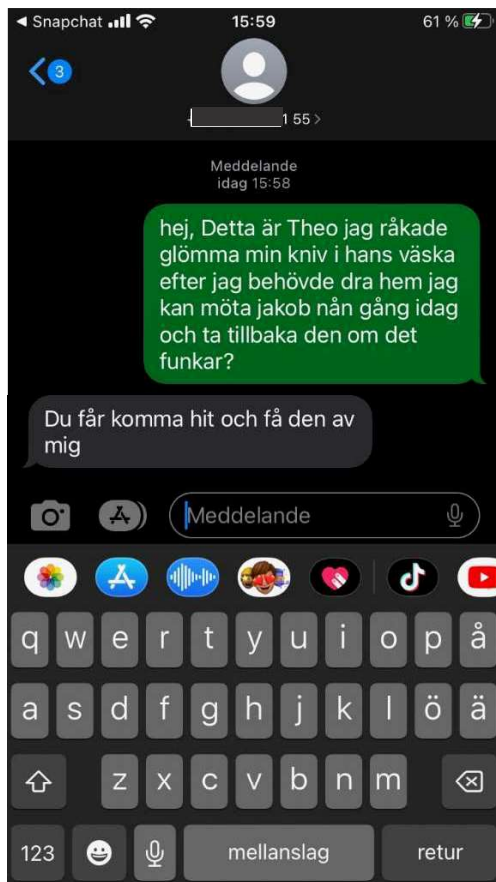 ◀ Snapchat
15:59
61 %
3
1 55 >
Meddelande
idag 15:58
hej, Detta är Theo jag råkade
glömma min kniv i hans väska
efter jag behövde dra hem jag
kan möta jakob nån gång idag
och ta tillbaka den om det
funkar?
Du får komma hit och få den av
mig
Meddelande
q w e r t y u i o p å
a s d f g h j k l ö ä
z x c v b n m
123 mellanslag retur